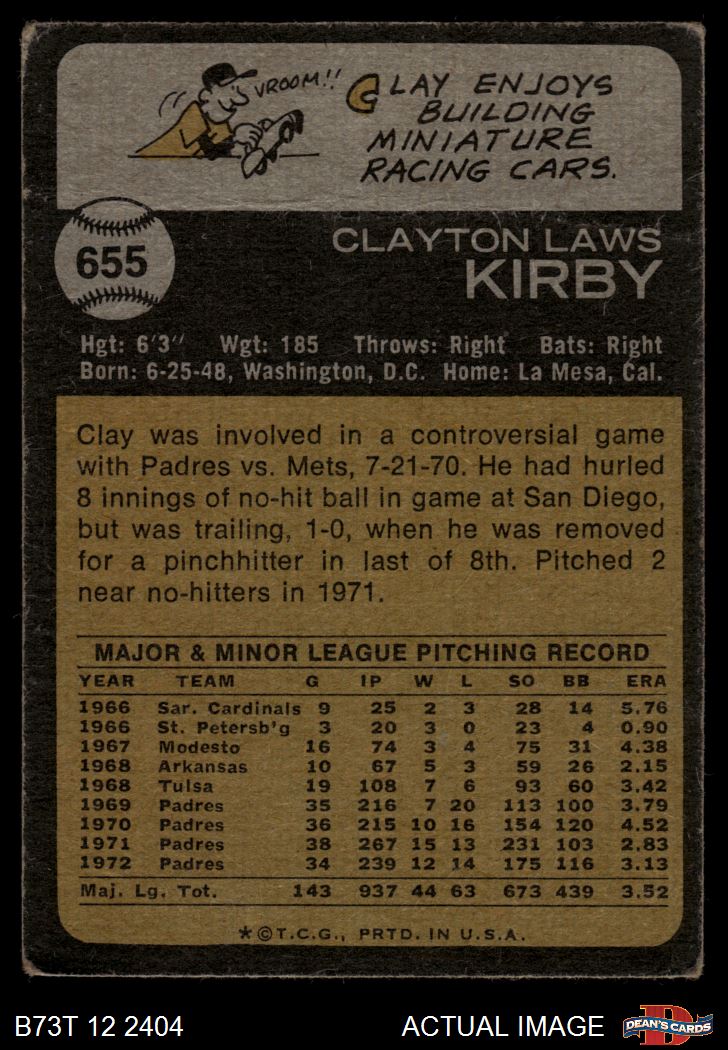 VROOM!!
CLAY ENJOYS
BUILDING
MINIATURE
RACING CARS.
655
CLAYTON LAWS
KIRBY
Hgt: 6'3" Wgt: 185 Throws: Right Bats: Right
Born: 6-25-48, Washington, D.C. Home: La Mesa, Cal.
Clay was involved in a controversial game
with Padres vs. Mets, 7-21-70. He had hurled
8 innings of no-hit ball in game at San Diego,
but was trailing, 1-0, when he was removed
for a pinchhitter in last of 8th. Pitched 2
near no-hitters in 1971.
MAJOR & MINOR LEAGUE PITCHING RECORD
YEAR TEAM G IP W L SO BB ERA
1966 Sar. Cardinals 9 25 2 3 28 14 5.76
1966 St. Petersb'g 3 20 3 0 23 4 0.90
1967 Modesto 16 74 3 4 75 31 4.38
1968 Arkansas 10 67 5 3 59 26 2.15
1968 Tulsa 19 108 7 6 93 60 3.42
1969 Padres 35 216 7 20 113 100 3.79
1970 Padres 36 215 10 16 154 120 4.52
1971 Padres 38 267 15 13 231 103 2.83
1972 Padres 34 239 12 14 175 116 3.13
Maj. Lg. Tot. 143 937 44 63 673 439 3.52
*©T.C.G., PRTD. IN U.S.A.
B73T 12 2404 ACTUAL IMAGE D DEAN'S CARDS